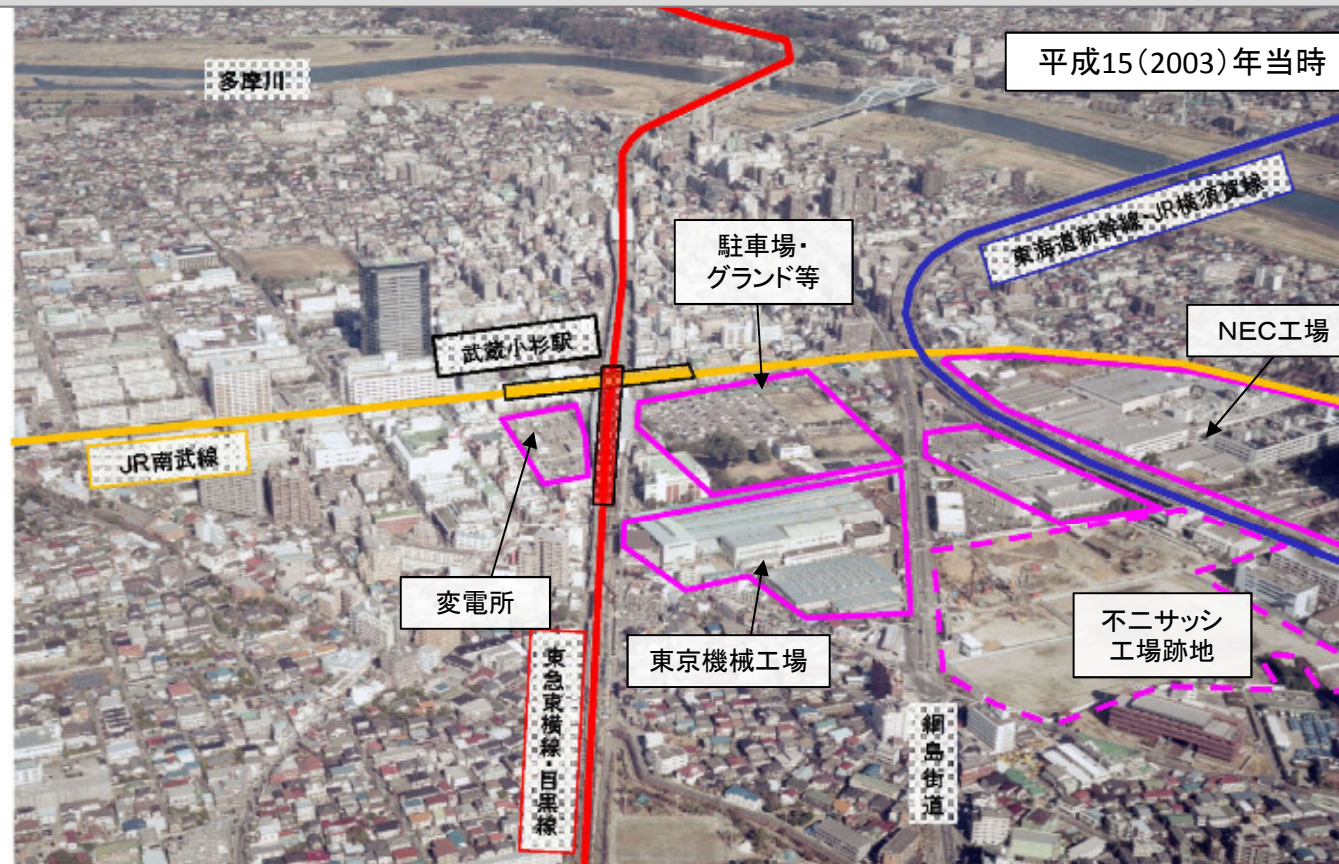 平成15(2003)年当時
多摩川
東海道新幹線・JR横須賀線
駐車場・
グランド等
NEC工場
武蔵小杉駅
JR南武線
変電所
東京機械工場
不二サッシ
工場跡地
東急東横線・目黒線
綱島街道